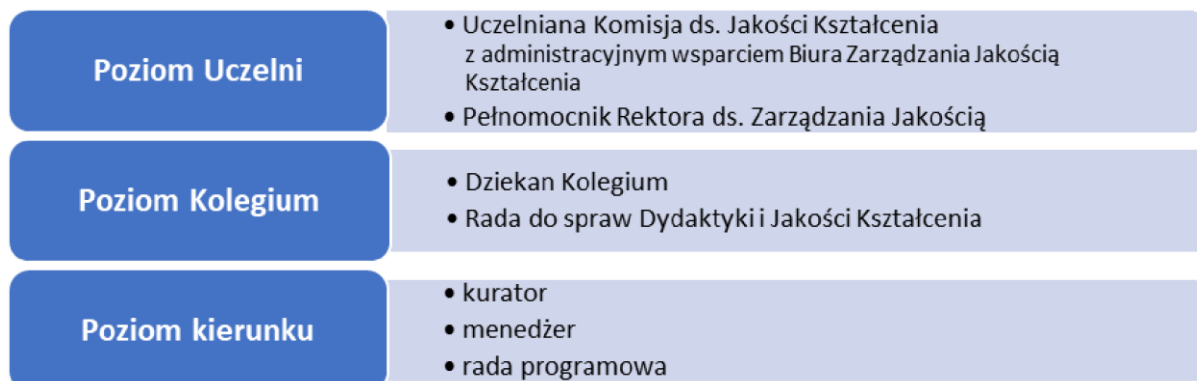 Poziom Uczelni
• Uczelniana Komisja ds. Jakości Kształcenia
z administracyjnym wsparciem Biura Zarządzania Jakością
Kształcenia
• Pełnomocnik Rektora ds. Zarządzania Jakością
Poziom Kolegium
• Dziekan Kolegium
• Rada do spraw Dydaktyki i Jakości Kształcenia
Poziom kierunku
• kurator
• menedżer
• rada programowa